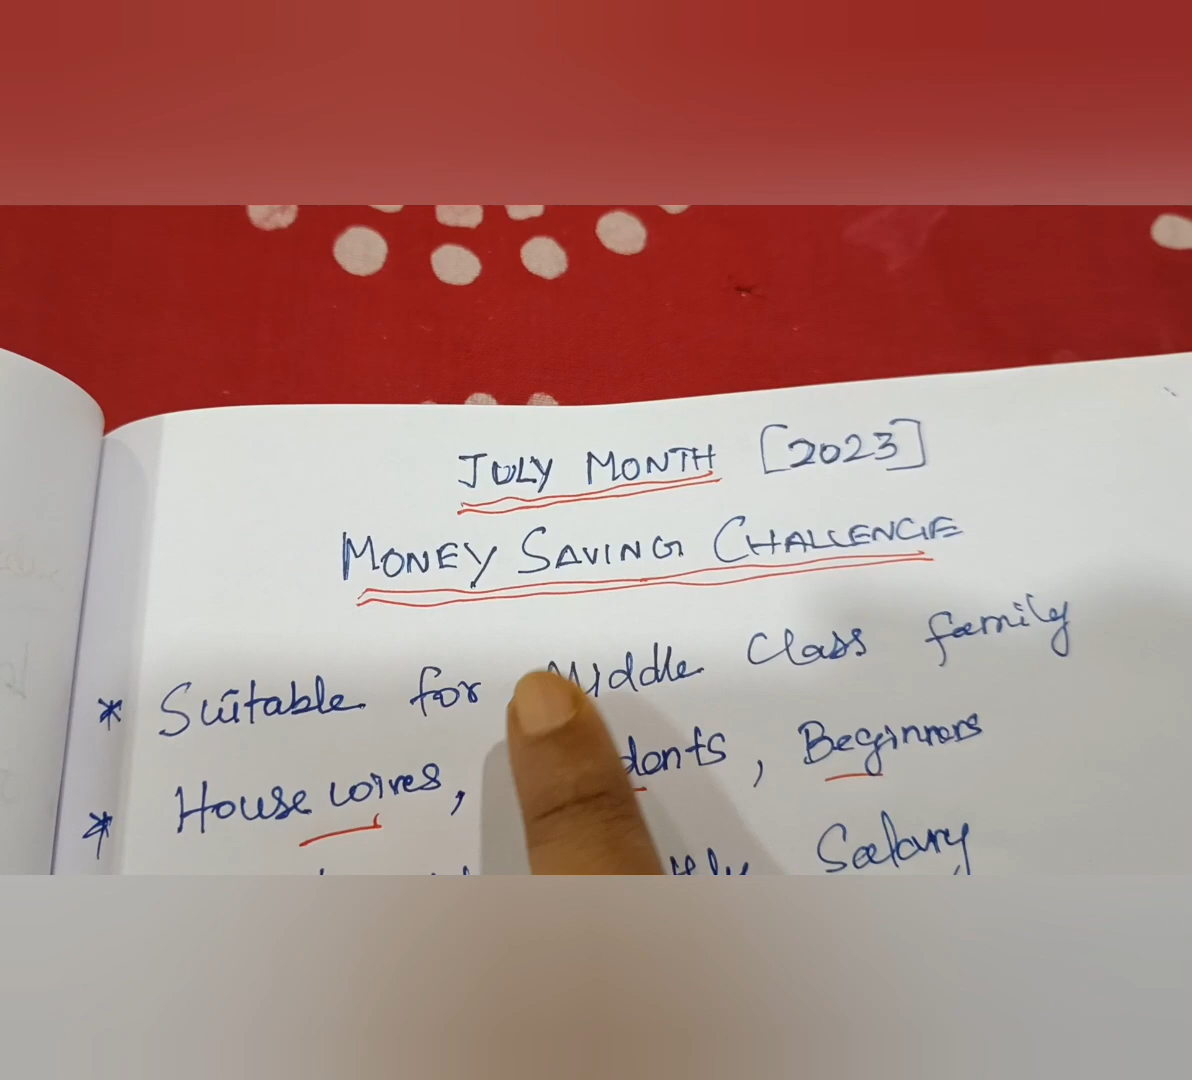 JULY MONTH [2023]
MONEY SAVING CHALLENGE
* Suitable for Middle Class family
* House wives, dents, Beginners
Salary